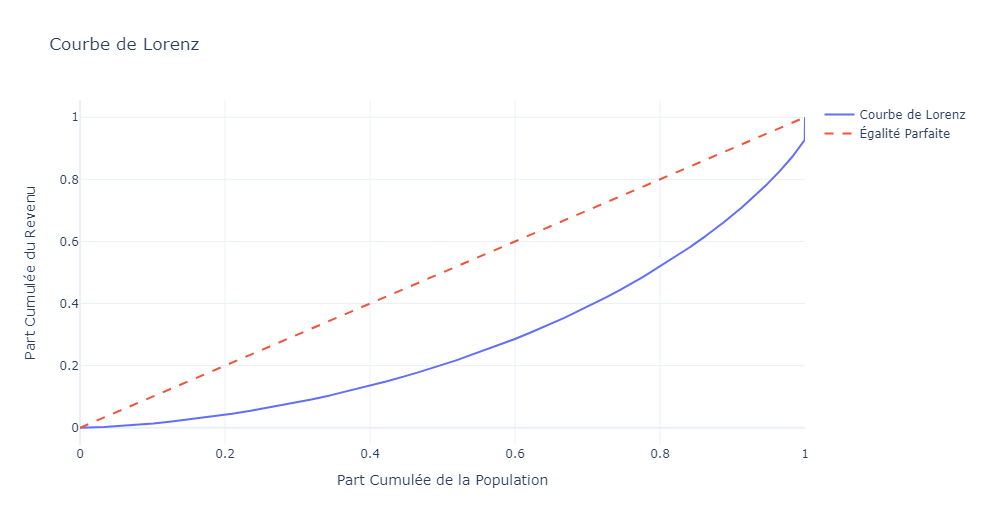 Courbe de Lorenz
Courbe de Lorenz
Égalité Parfaite
Part Cumulée du Revenu
1
0.8
0.6
0.4
0.2
0
0 0.2 0.4 0.6 0.8 1
Part Cumulée de la Population